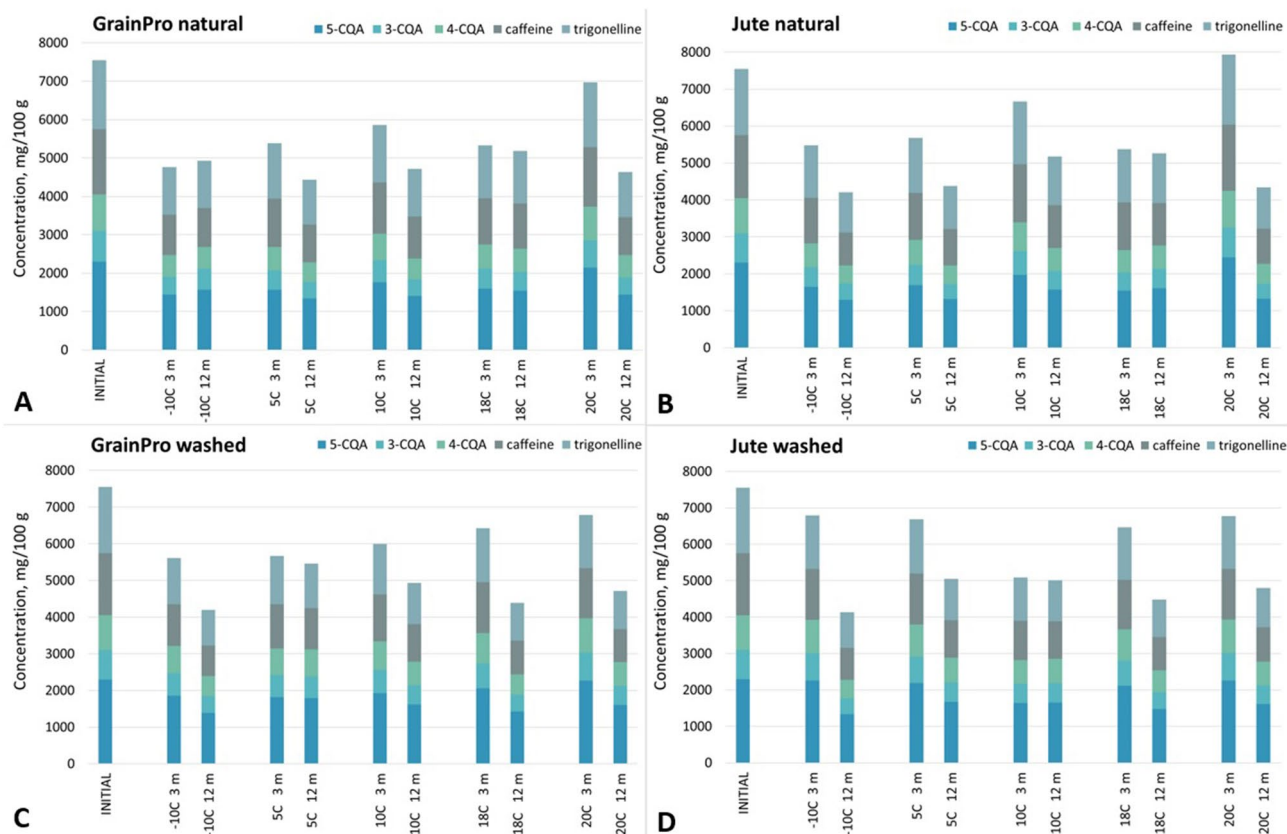 GrainPro natural
5-CQA 3-CQA 4-CQA caffeine trigonelline
Concentration, mg/100 g
8000
7000
6000
5000
4000
3000
2000
1000
0
INITIAL
-10C 3 m
-10C 12 m
5C 3 m
5C 12 m
10C 3 m
10C 12 m
18C 3 m
18C 12 m
20C 3 m
20C 12 m
A
Jute natural
5-CQA 3-CQA 4-CQA caffeine trigonelline
Concentration, mg/100 g
8000
7000
6000
5000
4000
3000
2000
1000
0
INITIAL
-10C 3 m
-10C 12 m
5C 3 m
5C 12 m
10C 3 m
10C 12 m
18C 3 m
18C 12 m
20C 3 m
20C 12 m
B
GrainPro washed
5-CQA 3-CQA 4-CQA caffeine trigonelline
Concentration, mg/100 g
8000
7000
6000
5000
4000
3000
2000
1000
0
INITIAL
-10C 3 m
-10C 12 m
5C 3 m
5C 12 m
10C 3 m
10C 12 m
18C 3 m
18C 12 m
20C 3 m
20C 12 m
C
Jute washed
5-CQA 3-CQA 4-CQA caffeine trigonelline
Concentration, mg/100 g
8000
7000
6000
5000
4000
3000
2000
1000
0
INITIAL
-10C 3 m
-10C 12 m
5C 3 m
5C 12 m
10C 3 m
10C 12 m
18C 3 m
18C 12 m
20C 3 m
20C 12 m
D